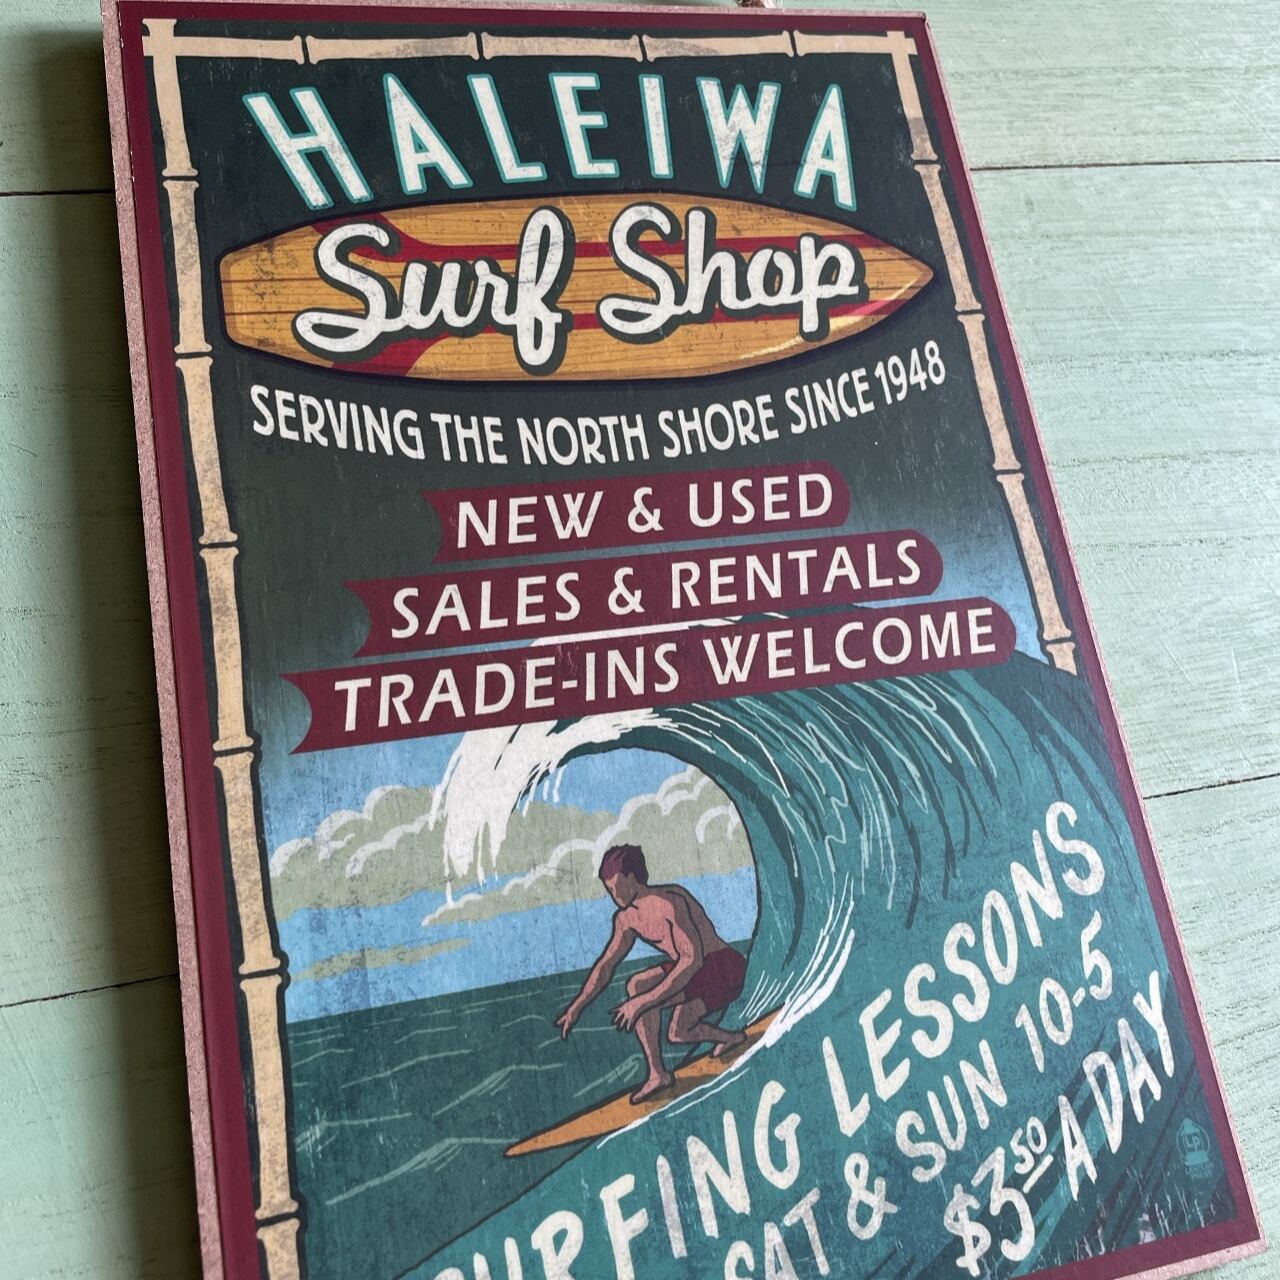 HALEIWA
Surf Shop
SERVING THE NORTH SHORE SINCE 1948
NEW & USED
SALES & RENTALS
TRADE-INS WELCOME
SURFING LESSONS
SAT & SUN 10-5
$3.50 A DAY
LP